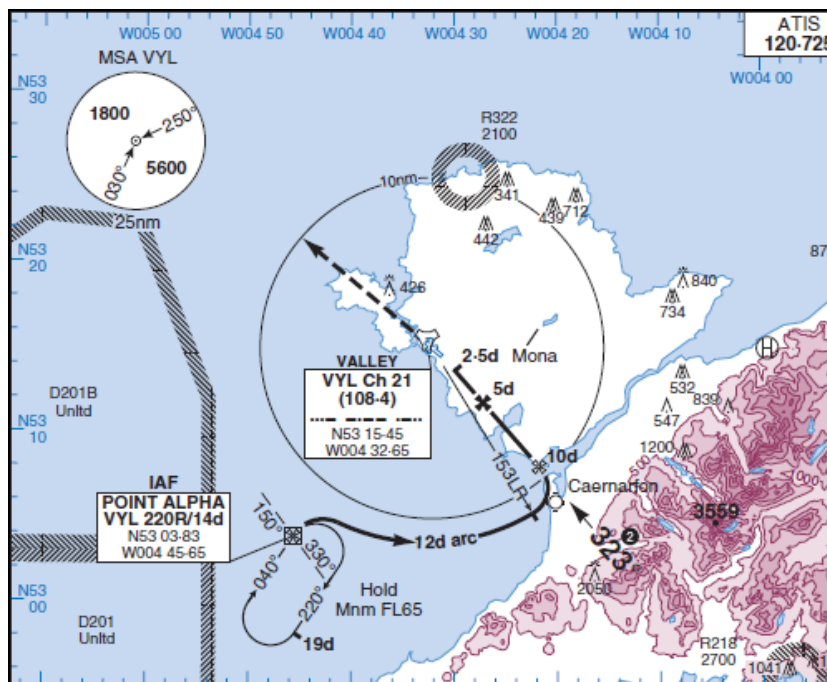 W005 00
W004 50
W004 40
W004 30
W004 20
W004 10
W004 00
ATIS
120·725
MSA VYL
N53
30
1800
250°
5600
030°
25nm
R322
2100
10nm
341
439
712
442
N53
20
426
840
734
87
VALLEY
VYL Ch 21
(108·4)
N53 15-45
W004 32-65
2·5d
Mona
5d
H
D201B
Unltd
532
839
547
N53
10
153LR
10d
1200
1000
IAF
POINT ALPHA
VYL 220R/14d
N53 03-83
W004 45-65
Caernarfon
3559
150°
12d arc
323°
2
330°
040°
220°
Hold
Mnm FL65
2050
N53
00
19d
D201
Unltd
R218
2700
1041